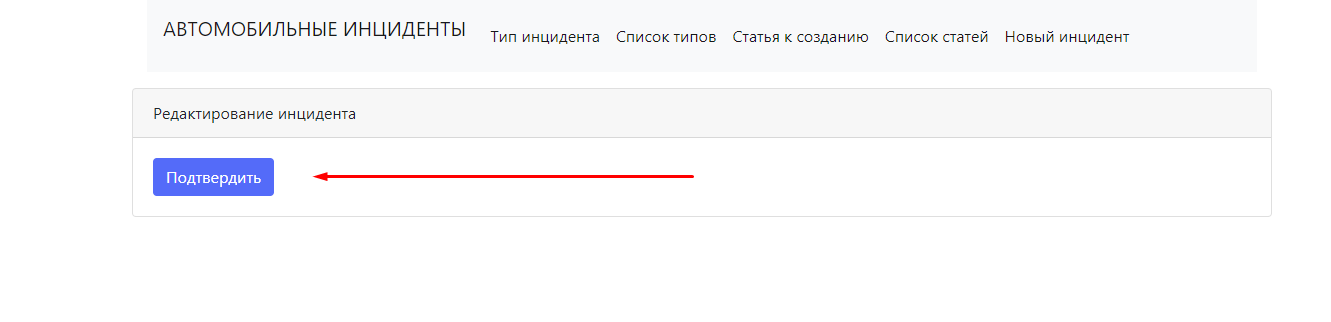 АВТОМОБИЛЬНЫЕ ИНЦИДЕНТЫ Тип инцидента Список типов Статья к созданию Список статей Новый инцидент
Редактирование инцидента
Подтвердить